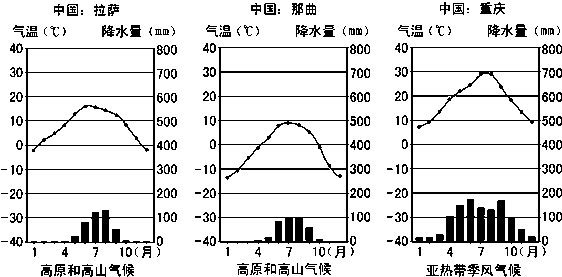 中国：拉萨
气温（℃） 降水量（mm）
40 800
30 700
20 600
10 500
0 400
-10 300
-20 200
-30 100
-40 0
1 4 7 10（月）
高原和高山气候
中国：那曲
气温（℃） 降水量（mm）
40 800
30 700
20 600
10 500
0 400
-10 300
-20 200
-30 100
-40 0
1 4 7 10（月）
高原和高山气候
中国：重庆
气温（℃） 降水量（mm）
40 800
30 700
20 600
10 500
0 400
-10 300
-20 200
-30 100
-40 0
1 4 7 10（月）
亚热带季风气候